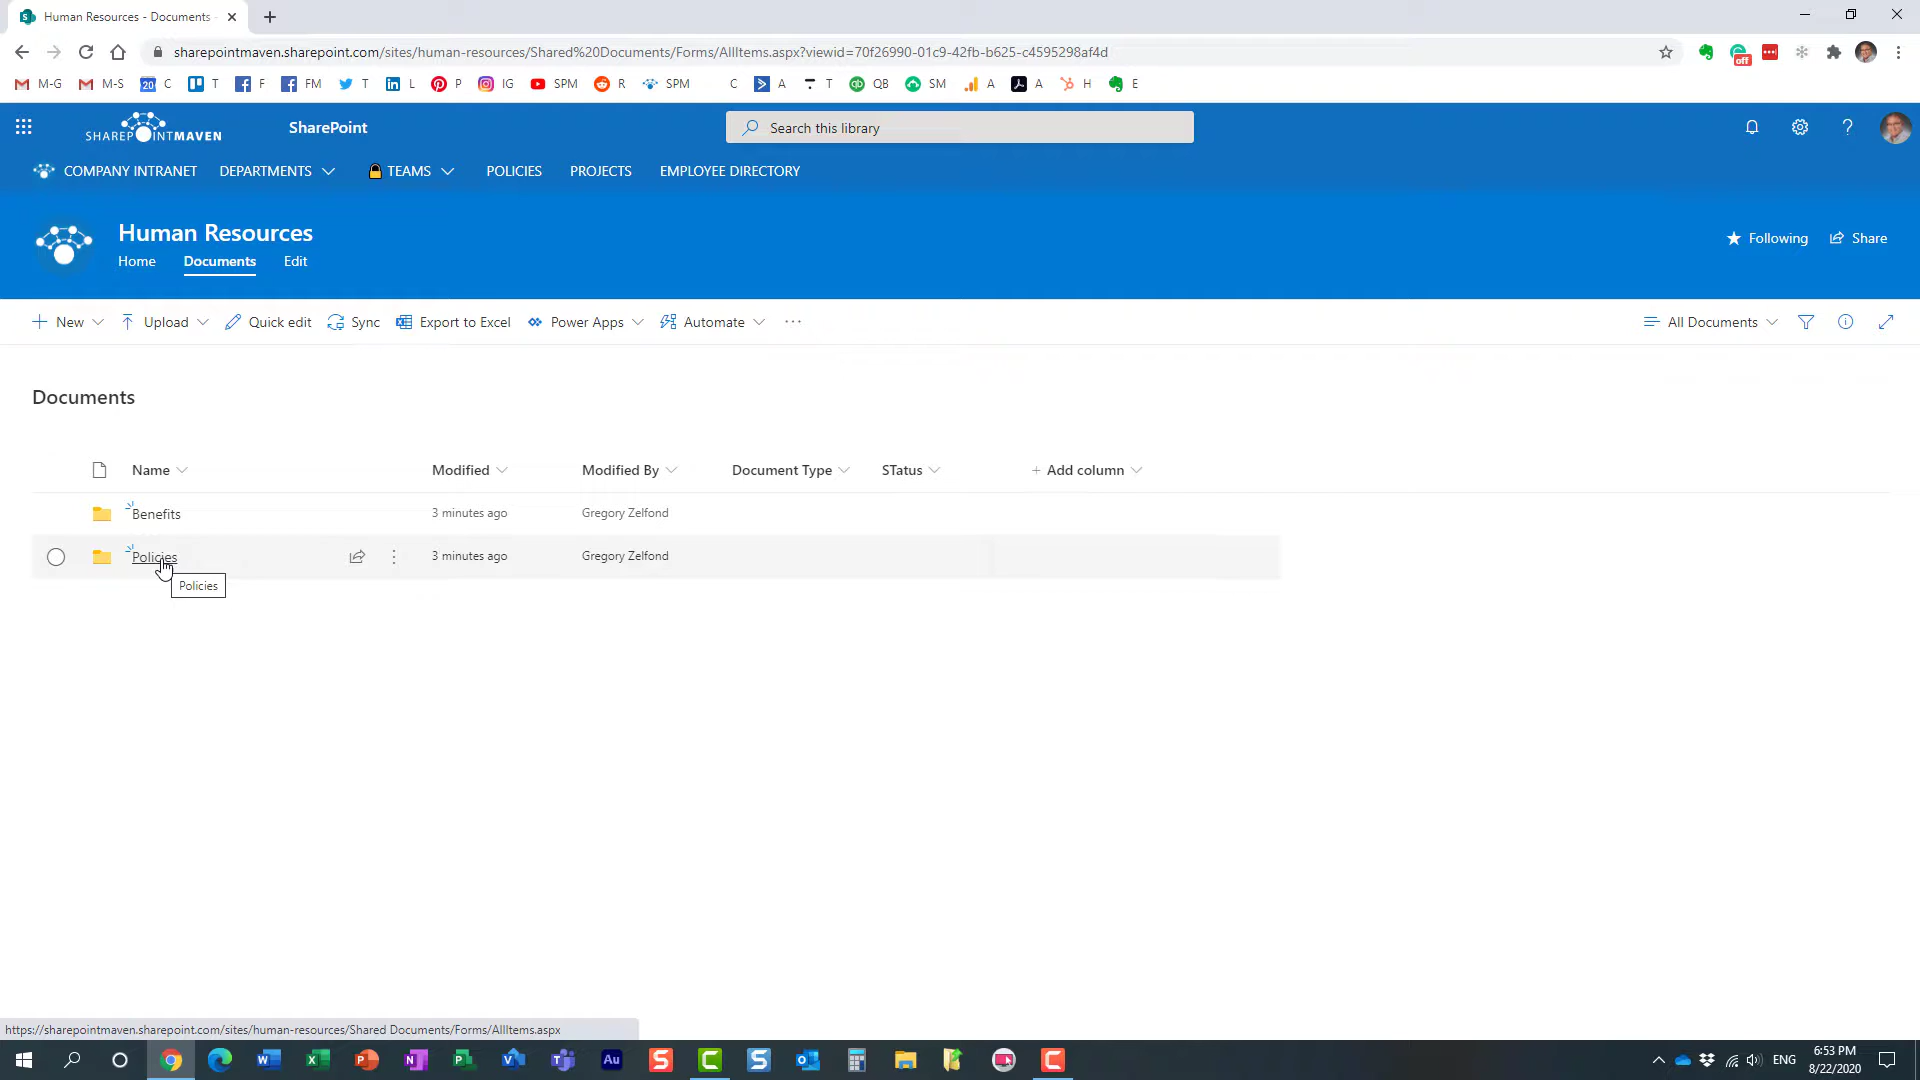 Human Resources - Documents -
sharepointmaven.sharepoint.com/sites/human-resources/Shared%20Documents/Forms/AllItems.aspx?viewid=70f26990-01c9-42fb-b625-c4595298af4d
off
M-G M-S 20 C T F FM T L P IG SPM R SPM C A T QB SM A A H E
SHAREPOINTMAVEN SharePoint Search this library
COMPANY INTRANET DEPARTMENTS TEAMS POLICIES PROJECTS EMPLOYEE DIRECTORY
Human Resources
Following Share
Home Documents Edit
New Upload Quick edit Sync Export to Excel Power Apps Automate All Documents
Documents
Name Modified Modified By Document Type STatus + Add column
Benefits 3 minutes ago Gregory Zelfond
Policies 3 minutes ago Gregory Zelfond
Policies
https://sharepointmaven.sharepoint.com/sites/human-resources/Shared Documents/Forms/AllItems.aspx
Au ENG 6:53 PM
8/22/2020